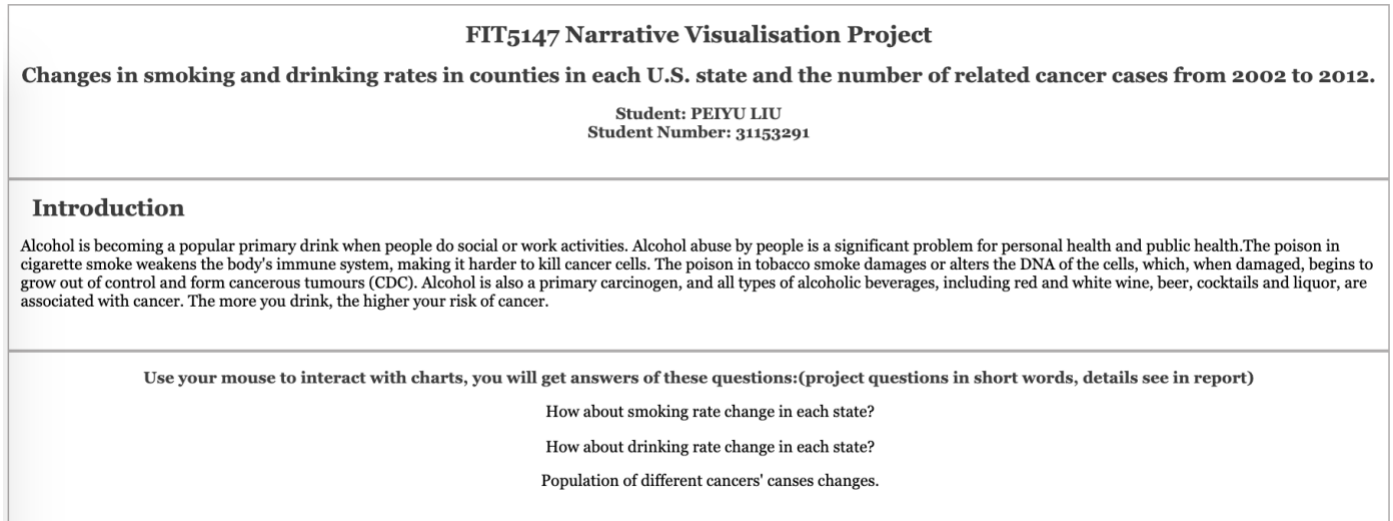 FIT5147 Narrative Visualisation Project
Changes in smoking and drinking rates in counties in each U.S. state and the number of related cancer cases from 2002 to 2012.
Student: PEIYU LIU
Student Number: 31153291
Introduction
Alcohol is becoming a popular primary drink when people do social or work activities. Alcohol abuse by people is a significant problem for personal health and public health.The poison in
cigarette smoke weakens the body's immune system, making it harder to kill cancer cells. The poison in tobacco smoke damages or alters the DNA of the cells, which, when damaged, begins to
grow out of control and form cancerous tumours (CDC). Alcohol is also a primary carcinogen, and all types of alcoholic beverages, including red and white wine, beer, cocktails and liquor, are
associated with cancer. The more you drink, the higher your risk of cancer.
Use your mouse to interact with charts, you will get answers of these questions:(project questions in short words, details see in report)
How about smoking rate change in each state?
How about drinking rate change in each state?
Population of different cancers' canses changes.